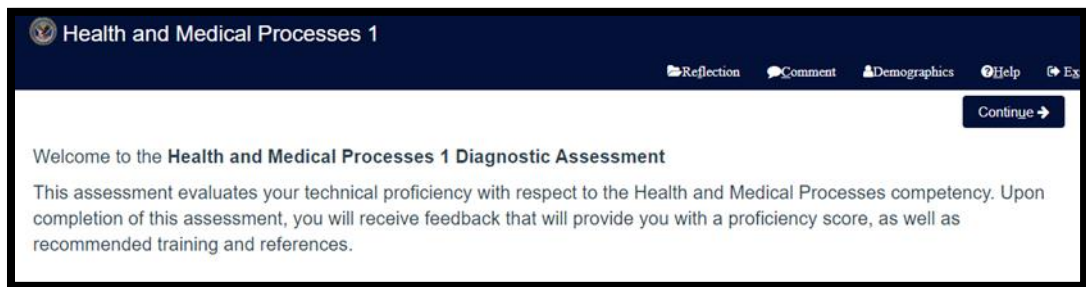 Health and Medical Processes 1
Reflection Comment Demographics Help Ex
Continue
Welcome to the Health and Medical Processes 1 Diagnostic Assessment
This assessment evaluates your technical proficiency with respect to the Health and Medical Processes competency. Upon
completion of this assessment, you will receive feedback that will provide you with a proficiency score, as well as
recommended training and references.